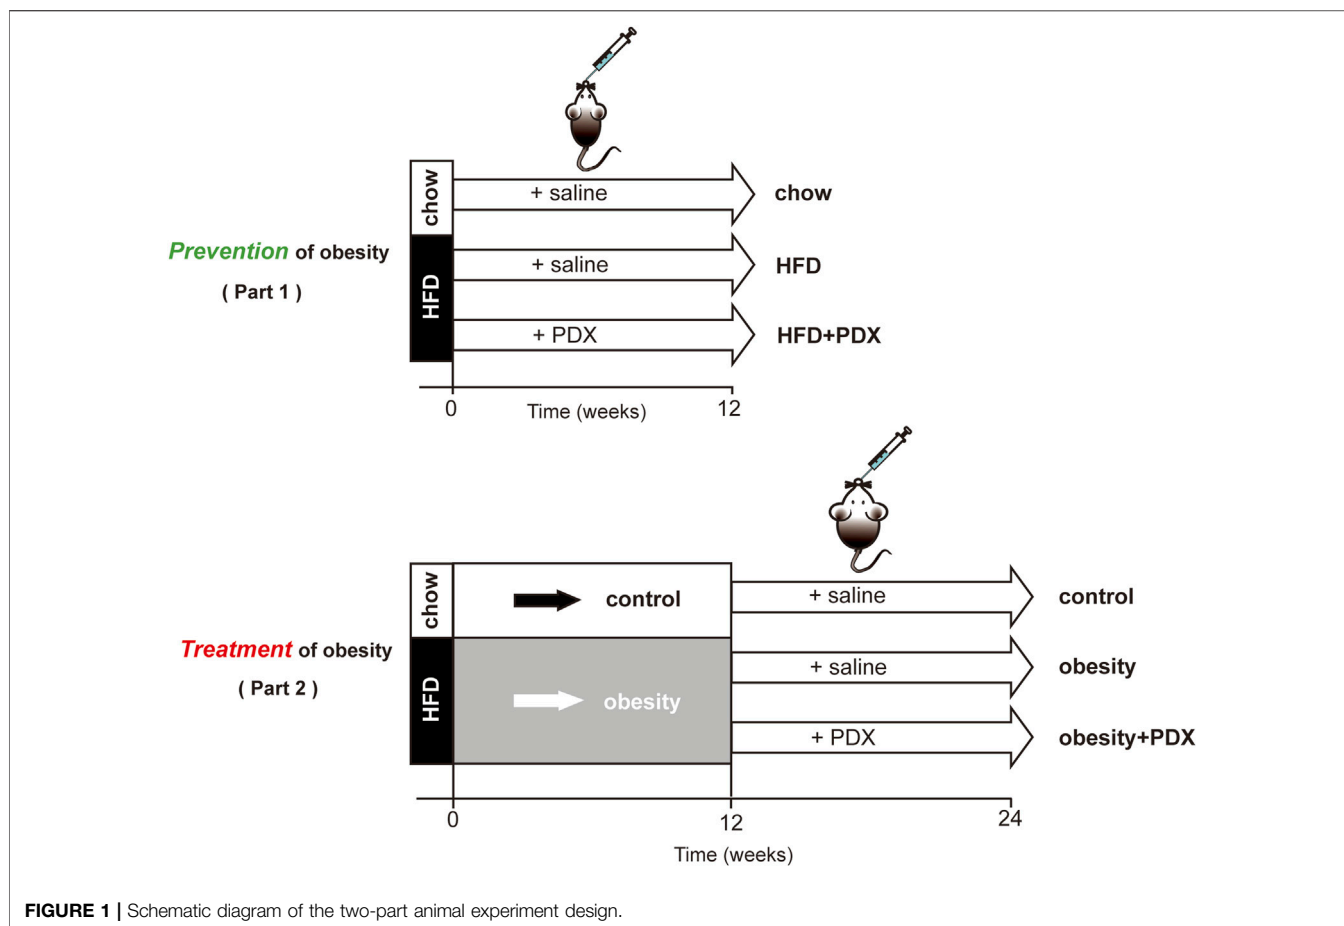 chow
+ saline
chow
Prevention of obesity
( Part 1 )
HFD
+ saline
HFD
+ PDX
HFD+PDX
0
Time (weeks)
12
chow
control
+ saline
control
Treatment of obesity
( Part 2 )
HFD
obesity
+ saline
obesity
+ PDX
obesity+PDX
0
12
24
Time (weeks)
FIGURE 1 | Schematic diagram of the two-part animal experiment design.